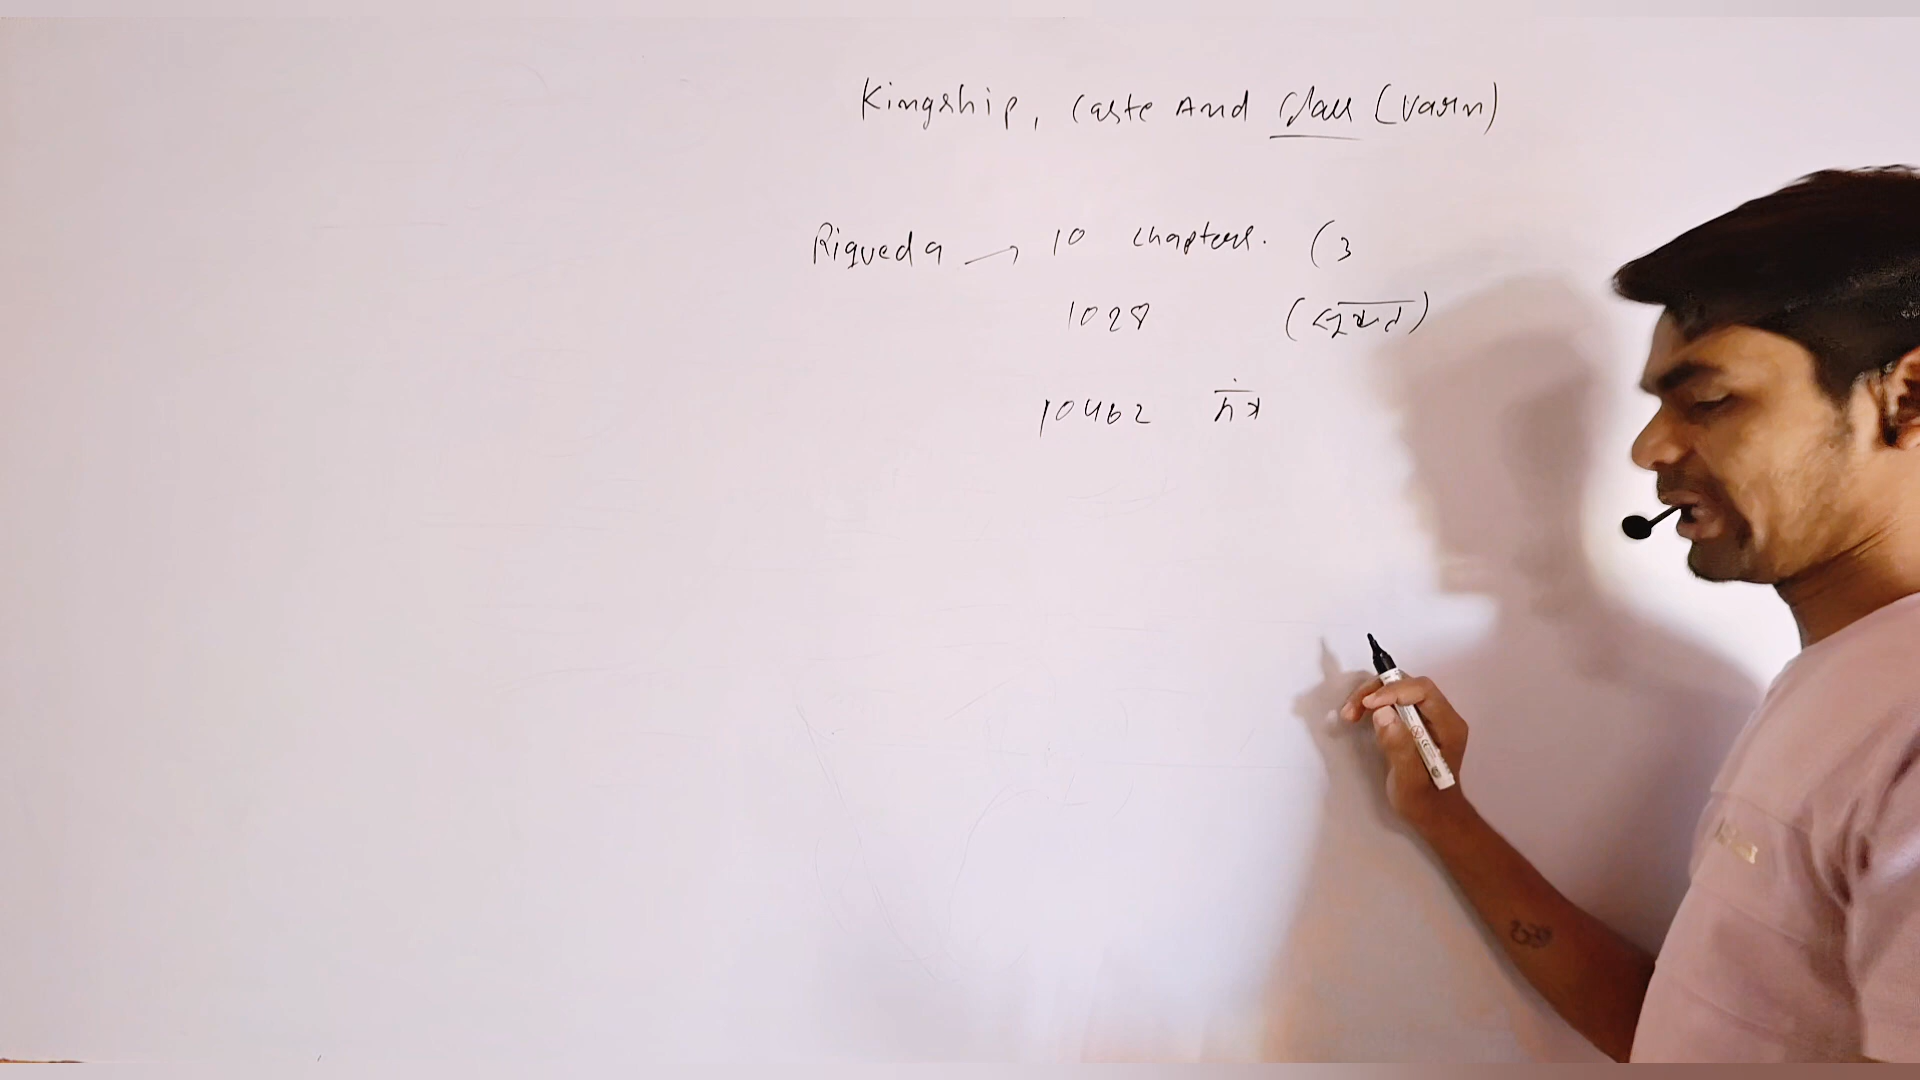 Kingship, caste And Class (varn)
Rigveda → 10 chapters. (3
1028 (सूक्त)
10462 मंत्र